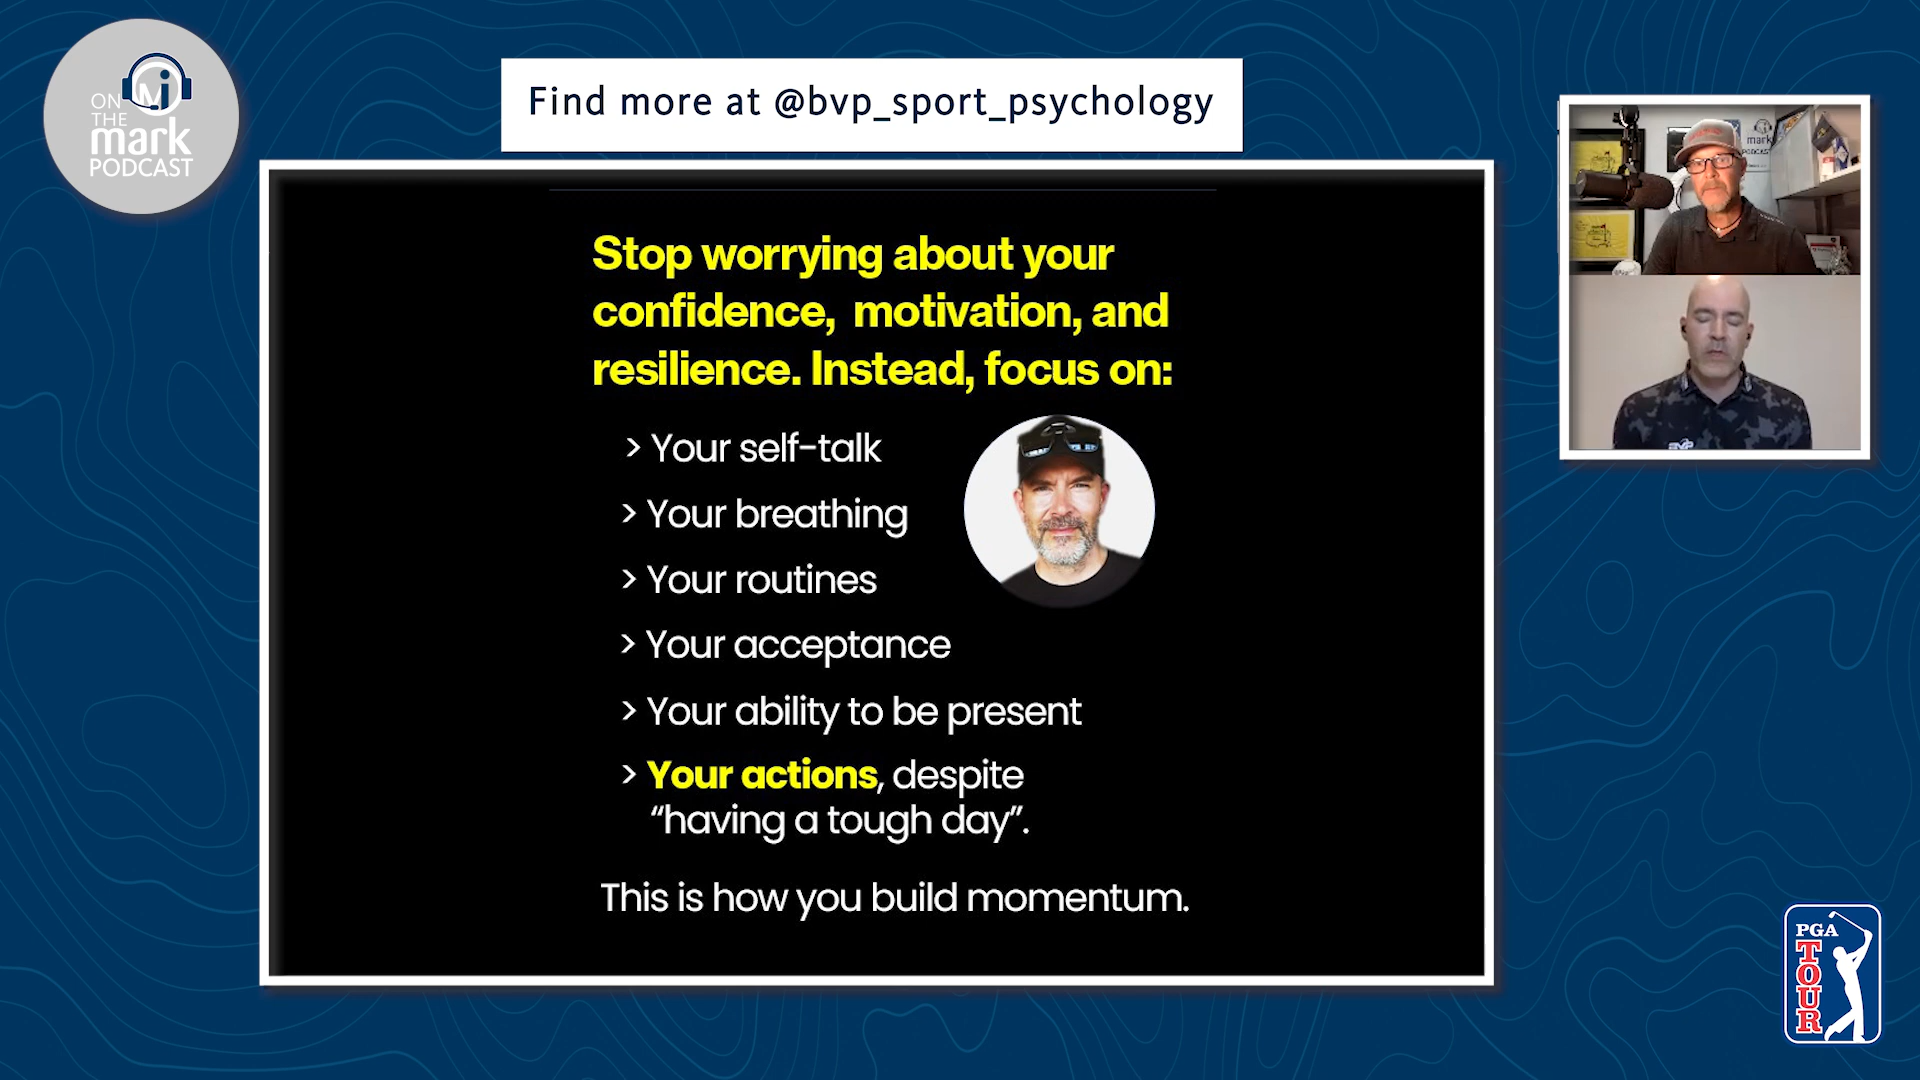 ON
THE
mark
PODCAST
Find more at @bvp_sport_psychology
mark
PODCAST
Stop worrying about your
confidence, motivation, and
resilience. Instead, focus on:
> Your self-talk
> Your breathing
> Your routines
> Your acceptance
> Your ability to be present
> Your actions, despite
“having a tough day”.
This is how you build momentum.
PGA
TOUR